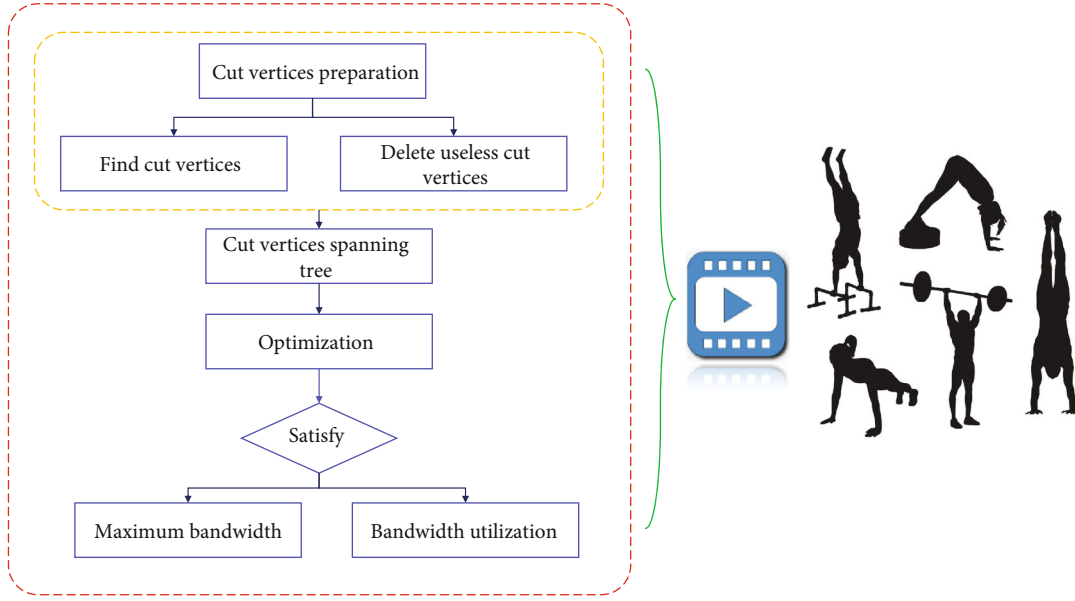 Cut vertices preparation
Find cut vertices
Delete useless cut
vertices
Cut vertices spanning
tree
Optimization
Satisfy
Maximum bandwidth
Bandwidth utilization